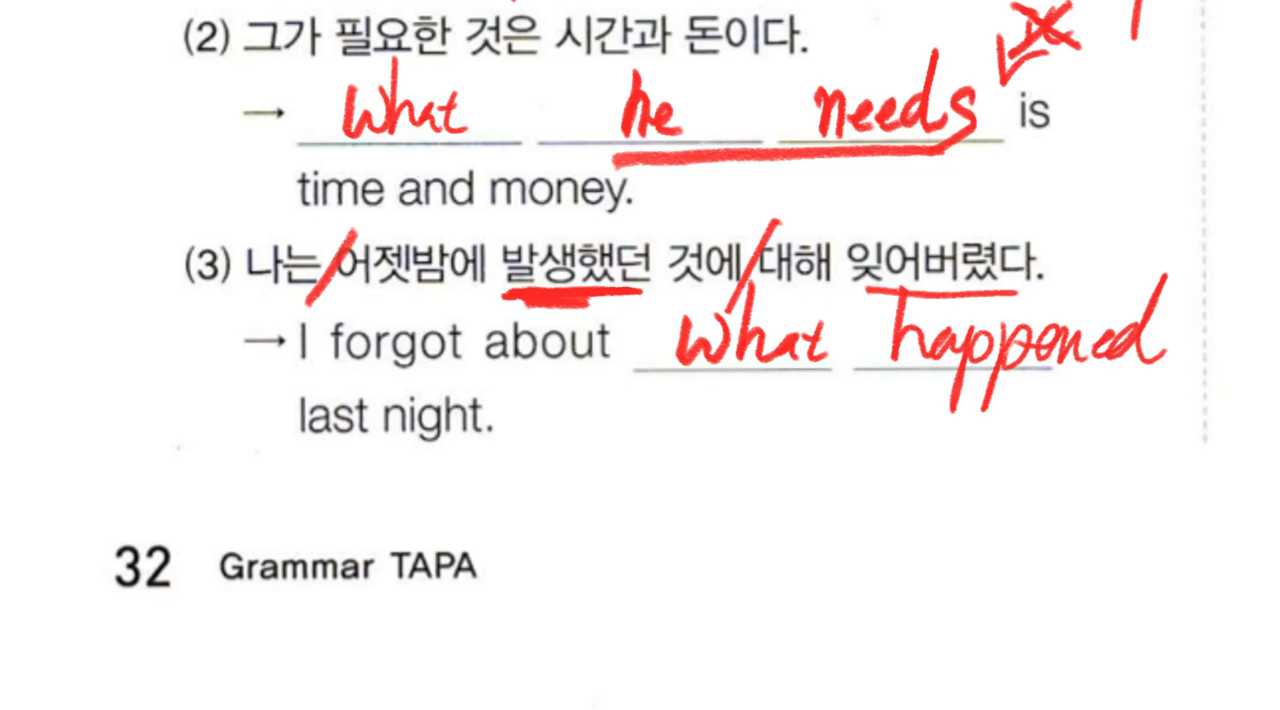 (2) 그가 필요한 것은 시간과 돈이다.
→ What he needs is
time and money.
(3) 나는 어젯밤에 발생했던 것에 대해 잊어버렸다.
→ I forgot about What happened
last night.
32 Grammar TAPA